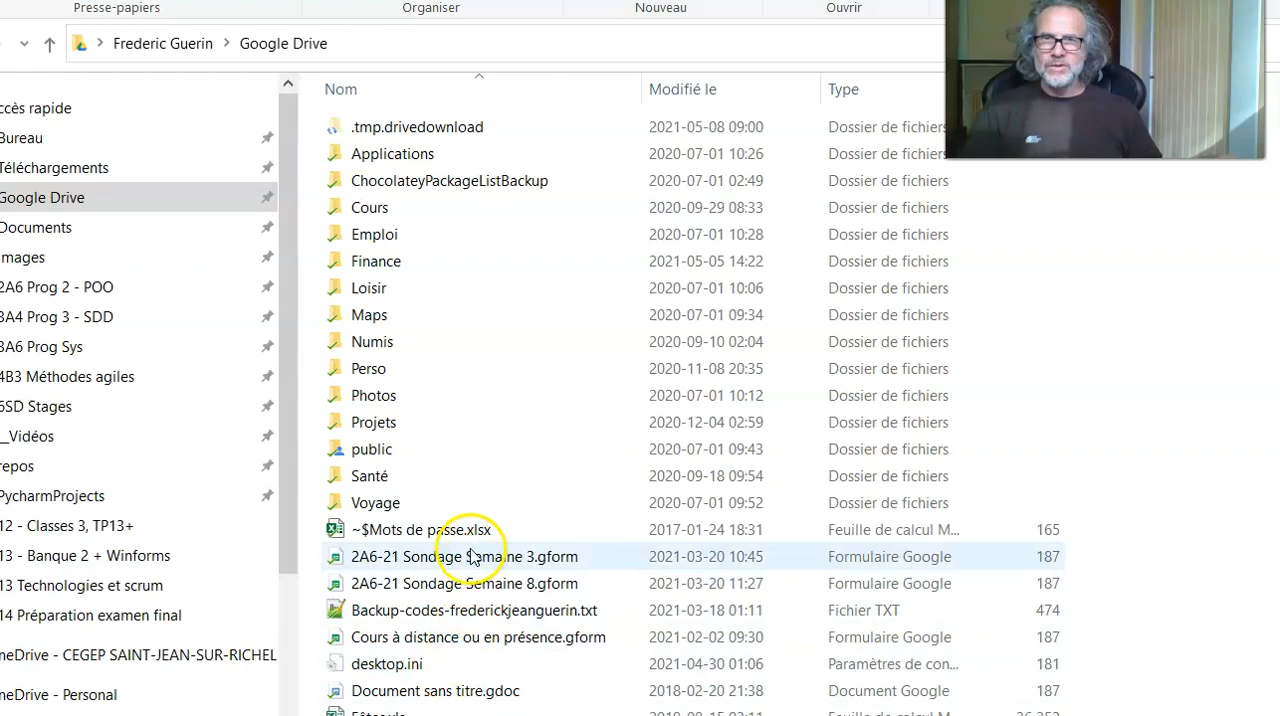 Presse-papiers Organiser Nouveau Ouvrir
Frederic Guerin > Google Drive
Nom Modifié le Type
ccès rapide
Bureau
Téléchargements
Google Drive
Documents
mages
2A6 Prog 2 - POO
3A4 Prog 3 - SDD
3A6 Prog Sys
4B3 Méthodes agiles
6SD Stages
_Vidéos
repos
PycharmProjects
12 - Classes 3, TP13+
13 - Banque 2 + Winforms
13 Technologies et scrum
14 Préparation examen final
neDrive - CEGEP SAINT-JEAN-SUR-RICHEL
neDrive - Personal
.tmp.drivedownload 2021-05-08 09:00 Dossier de fichiers
Applications 2020-07-01 10:26 Dossier de fichiers
ChocolateyPackageListBackup 2020-07-01 02:49 Dossier de fichiers
Cours 2020-09-29 08:33 Dossier de fichiers
Emploi 2020-07-01 10:28 Dossier de fichiers
Finance 2021-05-05 14:22 Dossier de fichiers
Loisir 2020-07-01 10:06 Dossier de fichiers
Maps 2020-07-01 09:34 Dossier de fichiers
Numis 2020-09-10 02:04 Dossier de fichiers
Perso 2020-11-08 20:35 Dossier de fichiers
Photos 2020-07-01 10:12 Dossier de fichiers
Projets 2020-12-04 02:59 Dossier de fichiers
public 2020-07-01 09:43 Dossier de fichiers
Santé 2020-09-18 09:54 Dossier de fichiers
Voyage 2020-07-01 09:52 Dossier de fichiers
~$Mots de passe.xlsx 2017-01-24 18:31 Feuille de calcul M... 165
2A6-21 Sondage Semaine 3.gform 2021-03-20 10:45 Formulaire Google 187
2A6-21 Sondage Semaine 8.gform 2021-03-20 11:27 Formulaire Google 187
Backup-codes-frederickjeanguerin.txt 2021-03-18 01:11 Fichier TXT 474
Cours à distance ou en présence.gform 2021-02-02 09:30 Formulaire Google 187
desktop.ini 2021-04-30 01:06 Paramètres de con... 181
Document sans titre.gdoc 2018-02-20 21:38 Document Google 187